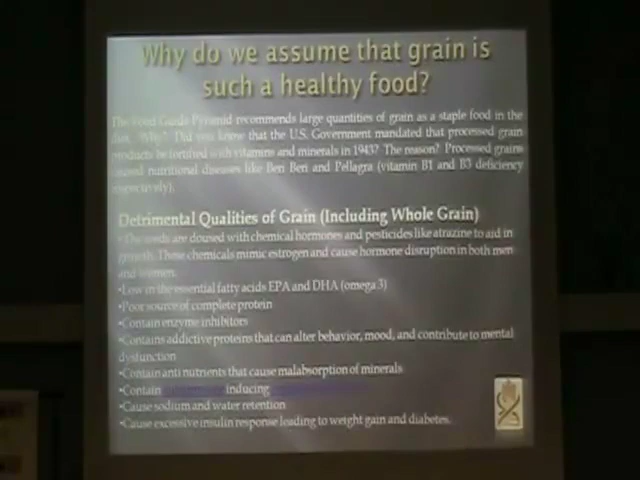 Why do we assume that grain is
such a healthy food?
The Food Guide Pyramid recommends large quantities of grain as a staple food in the
diet. Why? Did you know that the U.S. Government mandated that processed grain
products be fortified with vitamins and minerals in 1943? The reason? Processed grains
caused nutritional diseases like Beri Beri and Pellagra (vitamin B1 and B3 deficiency
respectively).
Detrimental Qualities of Grain (Including Whole Grain)
•The seeds are doused with chemical hormones and pesticides like atrazine to aid in
growth. These chemicals mimic estrogen and cause hormone disruption in both men
and women.
•Low in the essential fatty acids EPA and DHA (omega 3)
•Poor source of complete protein
•Contain enzyme inhibitors
•Contains addictive proteins that can alter behavior, mood, and contribute to mental
dysfunction
•Contain anti nutrients that cause malabsorption of minerals
•Contain inducing
•Cause sodium and water retention
•Cause excessive insulin response leading to weight gain and diabetes.